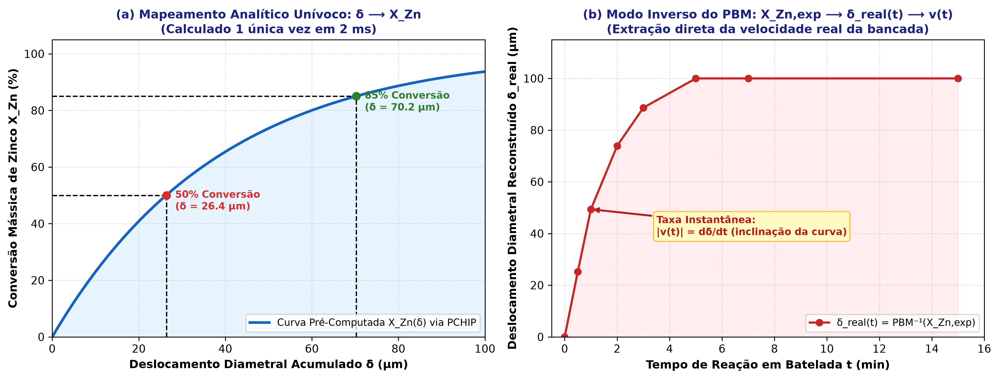 (a) Mapeamento Analítico Unívoco: δ ⟶ X_Zn
(Calculado 1 única vez em 2 ms)
Conversão Mássica de Zinco X_Zn (%)
100
80
60
40
20
0
85% Conversão
(δ = 70.2 µm)
50% Conversão
(δ = 26.4 µm)
Curva Pré-Computada X_Zn(δ) via PCHIP
0 20 40 60 80 100
Deslocamento Diametral Acumulado δ (µm)
(b) Modo Inverso do PBM: X_Zn,exp ⟶ δ_real(t) ⟶ v(t)
(Extração direta da velocidade real da bancada)
Deslocamento Diametral Reconstruído δ_real (µm)
100
80
60
40
20
0
Taxa Instantânea:
|v(t)| = dδ/dt (inclinação da curva)
δ_real(t) = PBM⁻¹(X_Zn,exp)
0 2 4 6 8 10 12 14 16
Tempo de Reação em Batelada t (min)